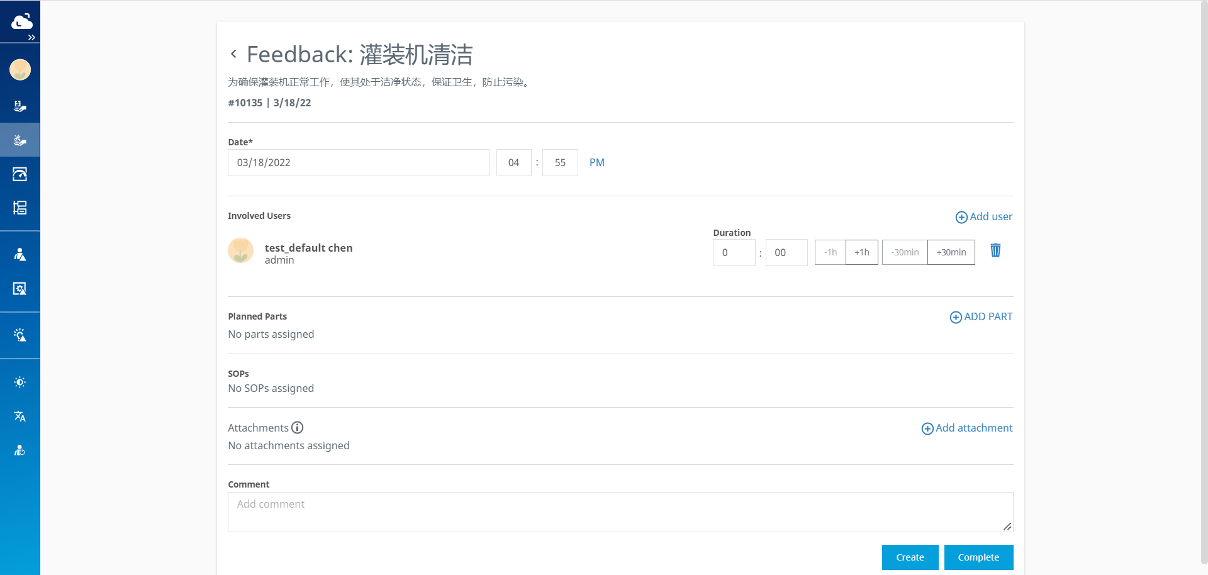 Feedback: 灌装机清洁
为确保灌装机正常工作，使其处于洁净状态，保证卫生，防止污染。
#10135 | 3/18/22
Date*
03/18/2022 04 : 55 PM
Involved Users
Add user
Duration
test_default chen
admin
0 : 00 -1h +1h -30min +30min
Planned Parts
ADD PART
No parts assigned
SOPs
No SOPs assigned
Attachments
Add attachment
No attachments assigned
Comment
Add comment
Create Complete